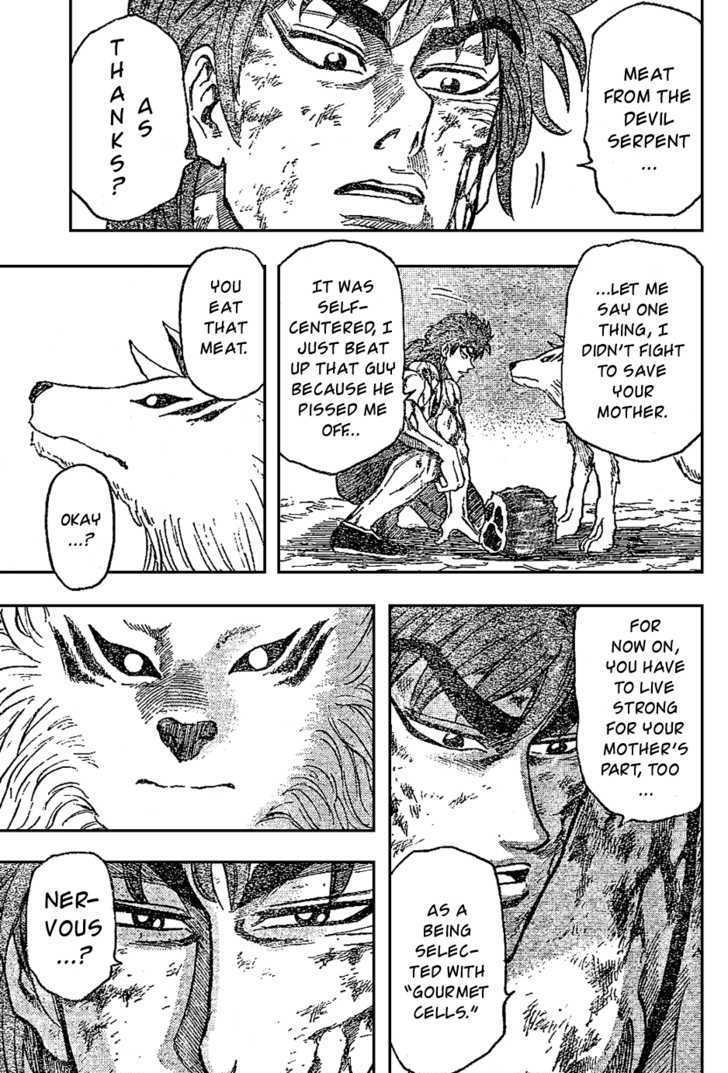 MEAT
FROM THE
DEVIL
SERPENT
...
AS
THANKS?
...LET ME
SAY ONE
THING, I
DIDN'T FIGHT
TO SAVE
YOUR
MOTHER.
IT WAS
SELF-
CENTERED, I
JUST BEAT
UP THAT GUY
BECAUSE HE
PISSED ME
OFF...
YOU
EAT
THAT
MEAT.
OKAY
...?
FOR
NOW ON,
YOU HAVE
TO LIVE
STRONG
FOR YOUR
MOTHER'S
PART, TOO
...
AS A
BEING
SELEC-
TED WITH
"GOURMET
CELLS."
NER-
VOUS
...?